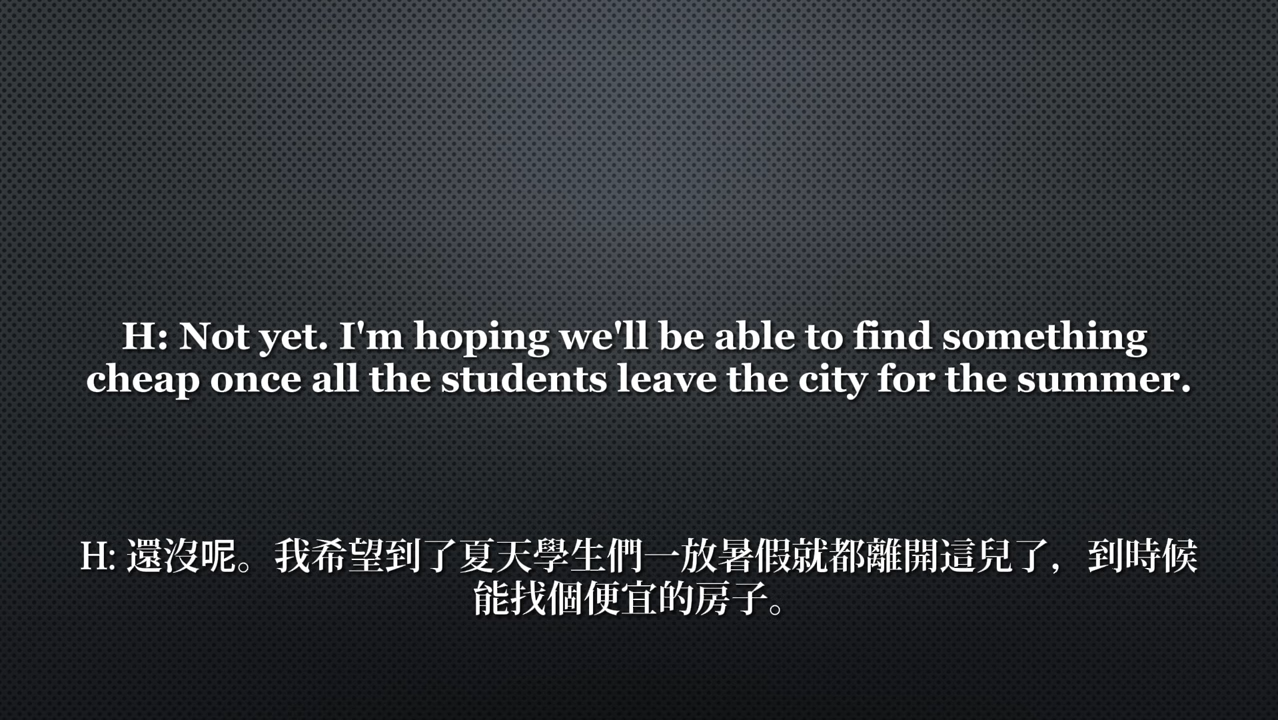 H: Not yet. I'm hoping we'll be able to find something
cheap once all the students leave the city for the summer.
H: 還沒呢。我希望到了夏天學生們一放暑假就都離開這兒了，到時候
能找個便宜的房子。